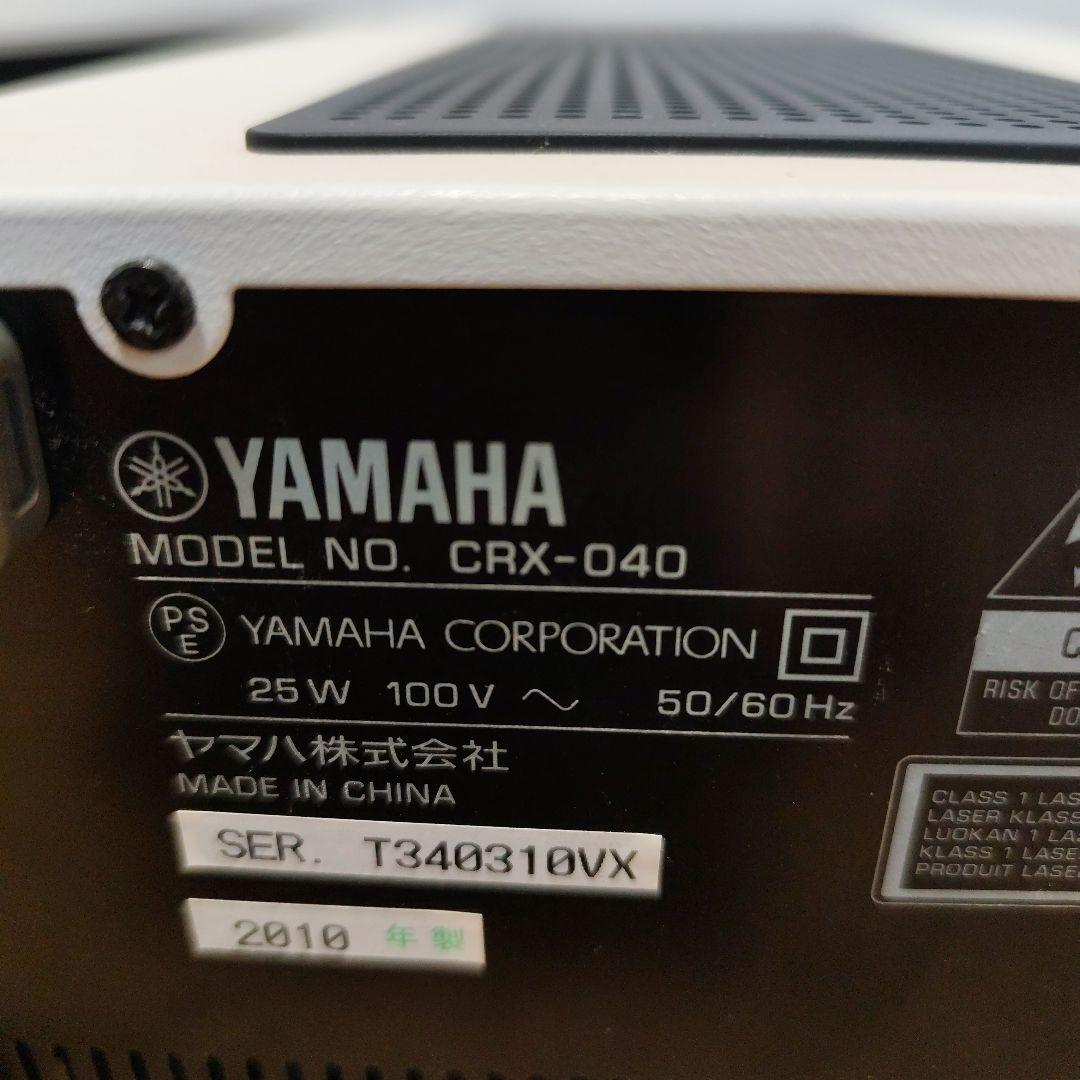 YAMAHA
MODEL NO. CRX-040
PSE YAMAHA CORPORATION
25W 100V ～ 50/60Hz
ヤマハ株式会社
MADE IN CHINA
SER. T340310VX
2010 年製
RISK OF
CLASS 1
LASER
LUOKAN 1
KLASS 1
PRODUIT